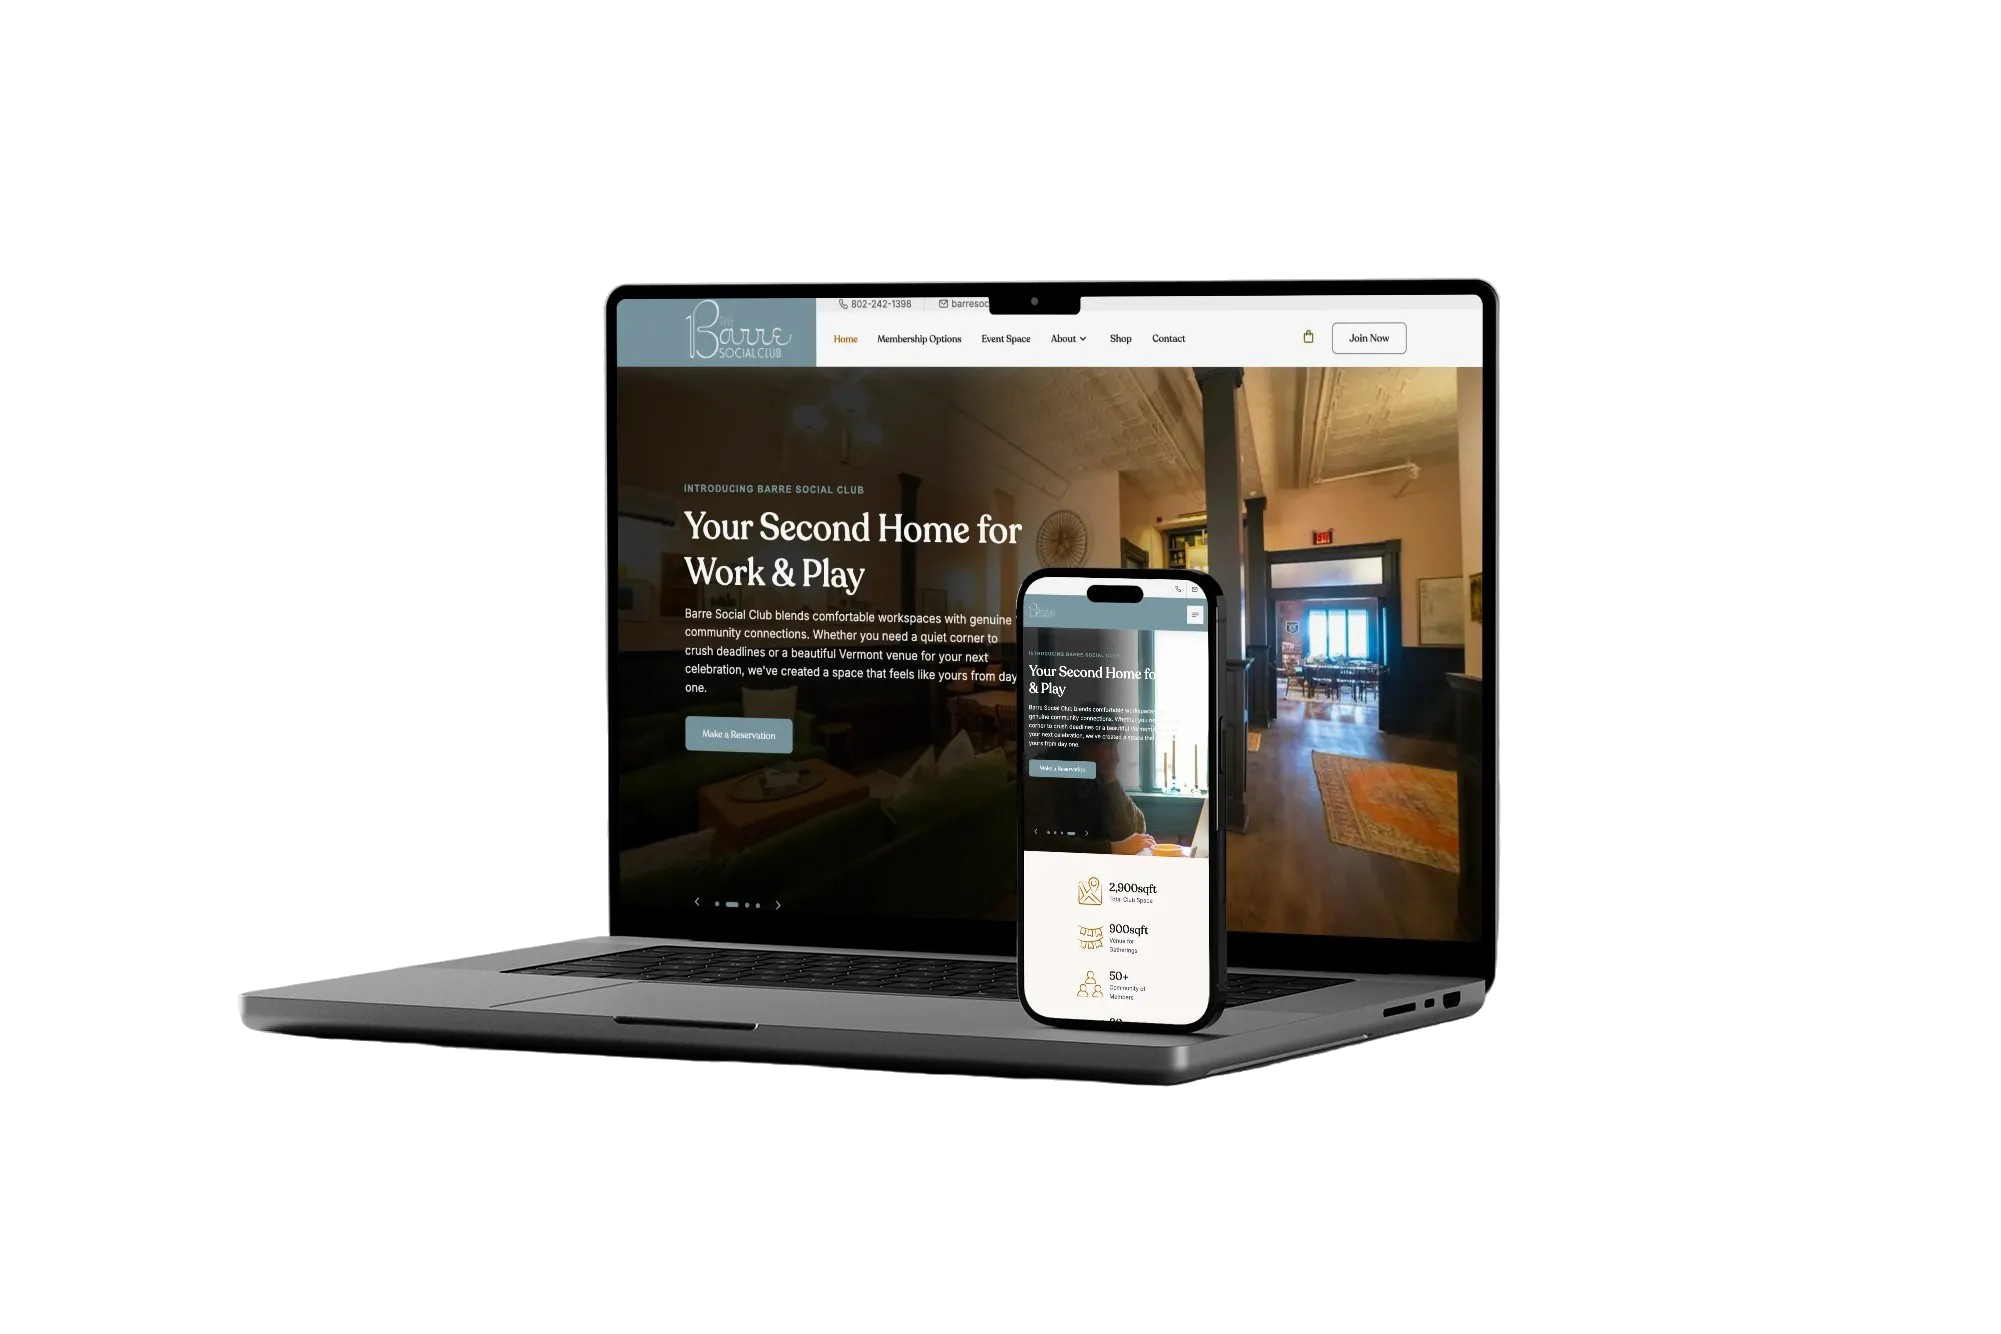 THE
Barre
SOCIAL CLUB
802-242-1398
barresoc
Home
Membership Options
Event Space
About
Shop
Contact
Join Now
INTRODUCING BARRE SOCIAL CLUB
Your Second Home for
Work & Play
Barre Social Club blends comfortable workspaces with genuine
community connections. Whether you need a quiet corner to
crush deadlines or a beautiful Vermont venue for your next
celebration, we've created a space that feels like yours from day
one.
Make a Reservation
EXIT
INTRODUCING BARRE SOCIAL CLUB
Your Second Home fo
& Play
Barre Social Club blends comfortable workspaces
genuine community connections. Whether you ne
corner to crush deadlines or a beautiful Vermont
your next celebration, we've created a space that
yours from day one.
Make a Reservation
2,900sqft
Total Club Space
900sqft
Venue for
Gatherings
50+
Community of
Members